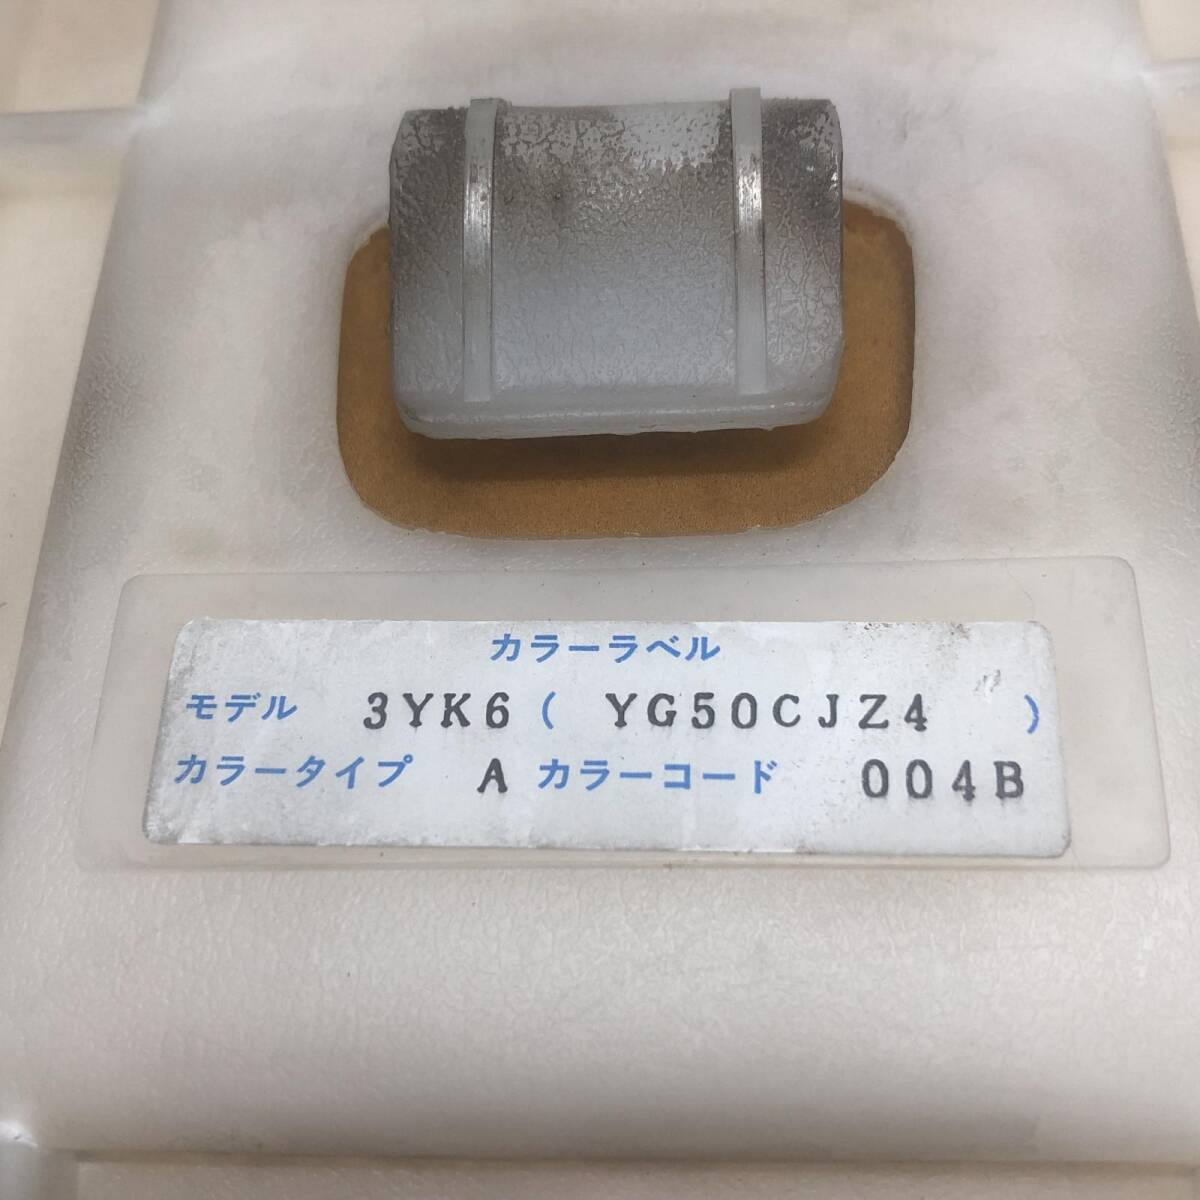 カラーラベル
モデル 3YK6 ( YG50CJZ4 )
カラータイプ A カラーコード 004B